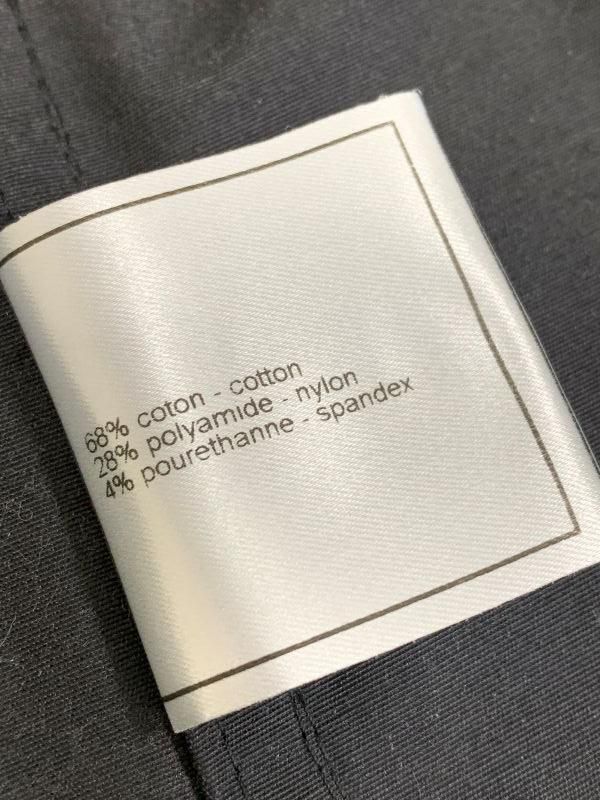 68% coton - cotton
28% polyamide - nylon
4% pourethanne - spandex